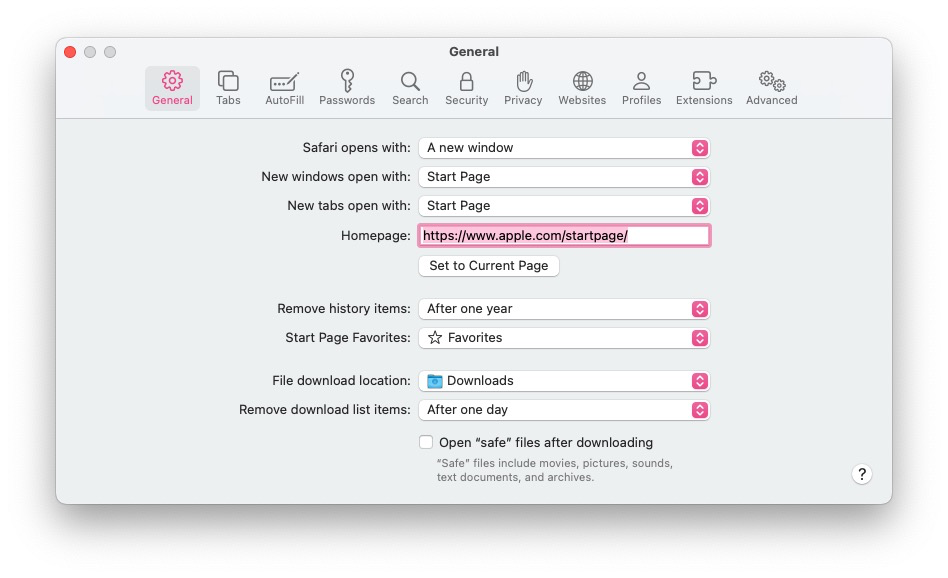 General
General Tabs AutoFill Passwords Search Security Privacy Websites Profiles Extensions Advanced
Safari opens with: A new window
New windows open with: Start Page
New tabs open with: Start Page
Homepage: https://www.apple.com/startpage/
Set to Current Page
Remove history items: After one year
Start Page Favorites: Favorites
File download location: Downloads
Remove download list items: After one day
Open “safe” files after downloading
“Safe” files include movies, pictures, sounds,
text documents, and archives.
?